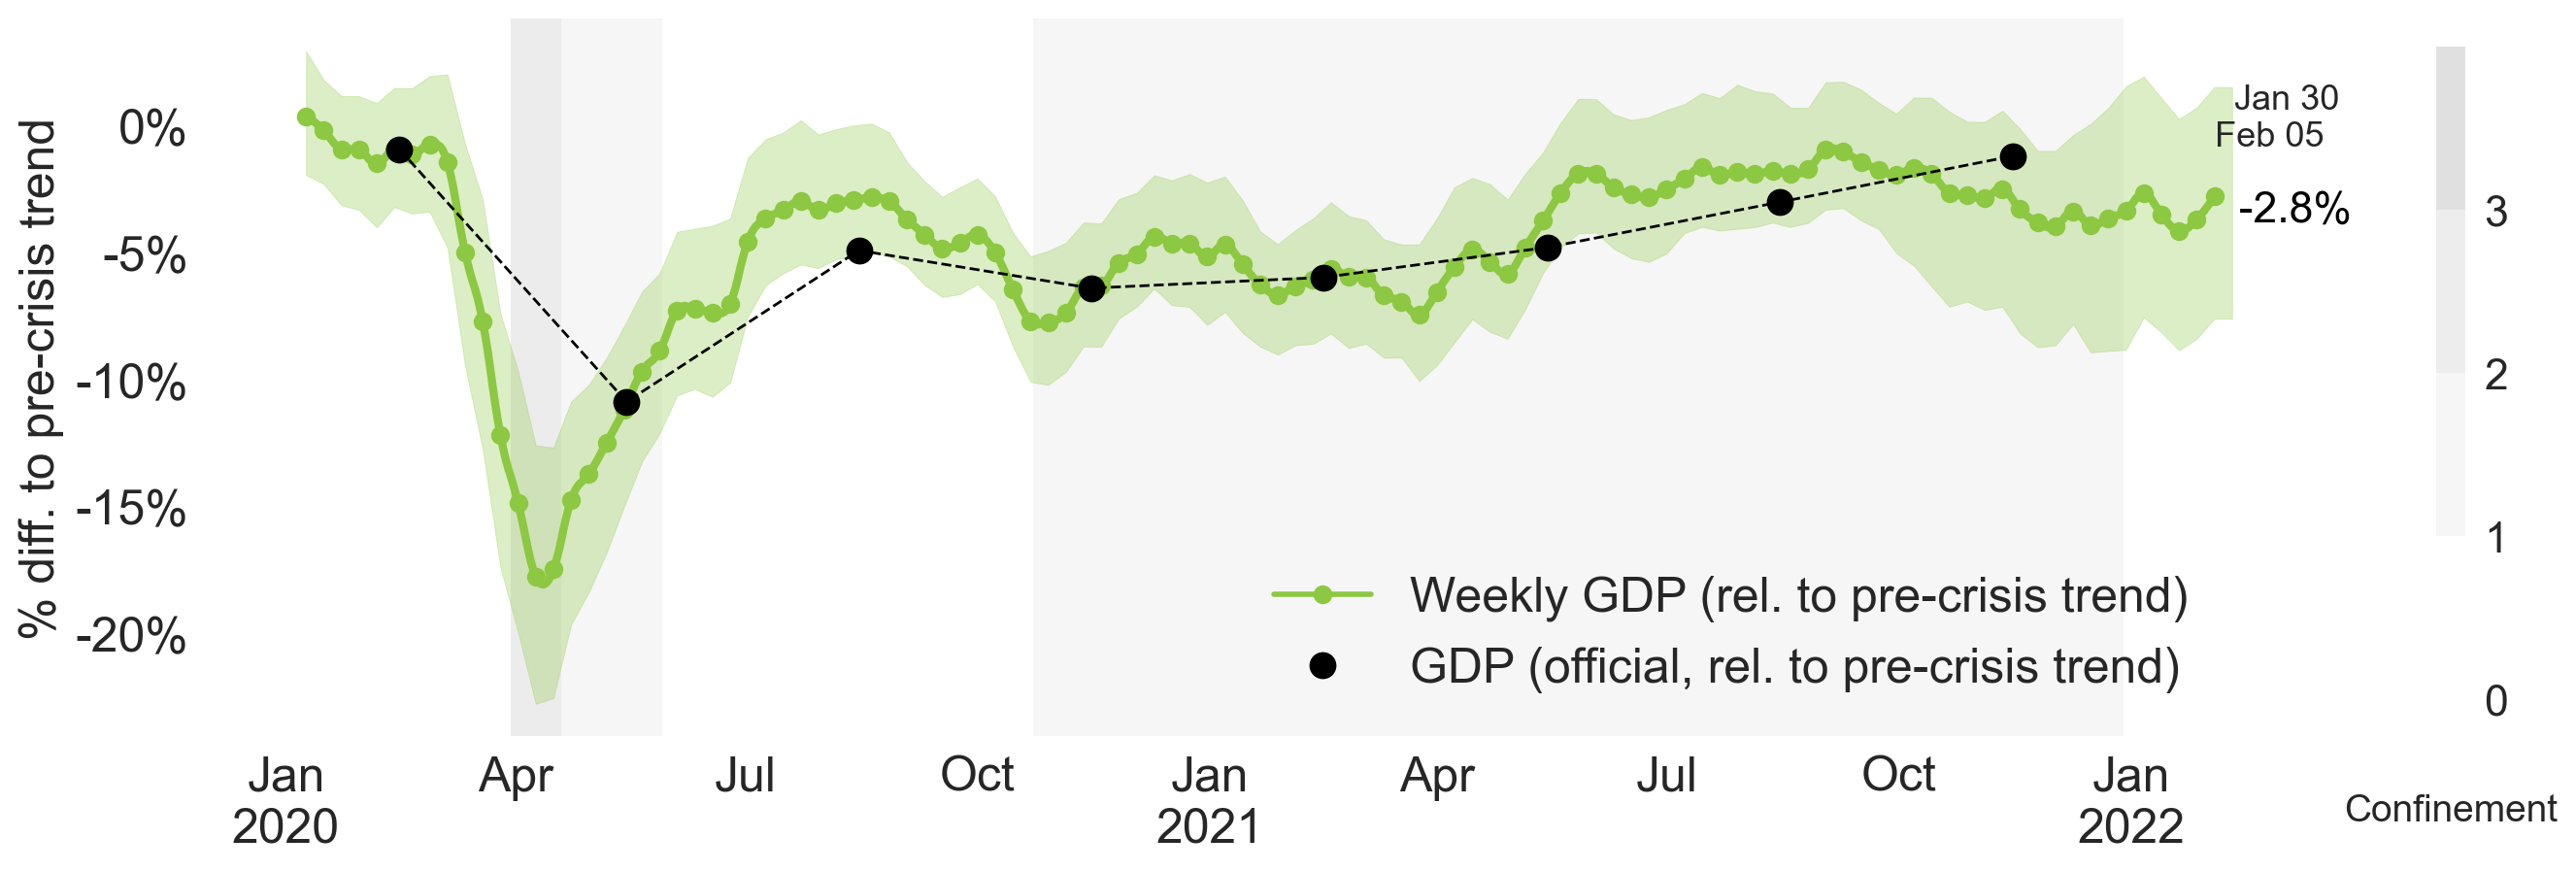 % diff. to pre-crisis trend
0%
-5%
-10%
-15%
-20%
Jan 30
Feb 05
-2.8%
Weekly GDP (rel. to pre-crisis trend)
GDP (official, rel. to pre-crisis trend)
Jan Apr Jul Oct Jan Apr Jul Oct Jan
2020 2021 2022
3
2
1
0
Confinement